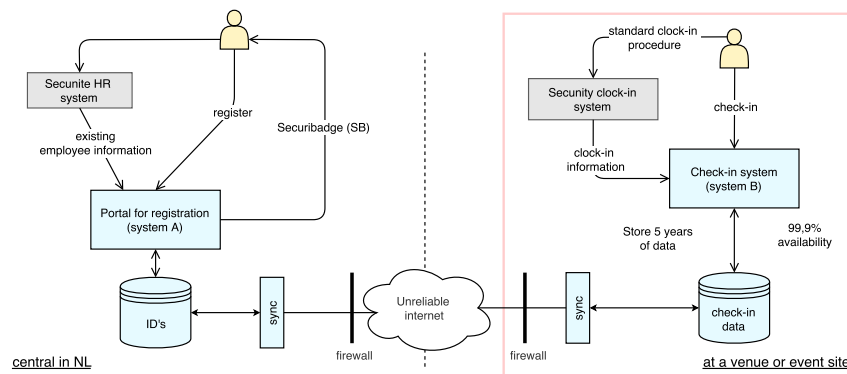 Secunite HR
system
existing
employee information
register
Securibadge (SB)
Portal for registration
(system A)
ID's
sync
firewall
central in NL
Unreliable
internet
standard clock-in
procedure
Security clock-in
system
check-in
clock-in
information
Check-in system
(system B)
Store 5 years
of data
99,9%
availability
sync
check-in
data
firewall
at a venue or event site